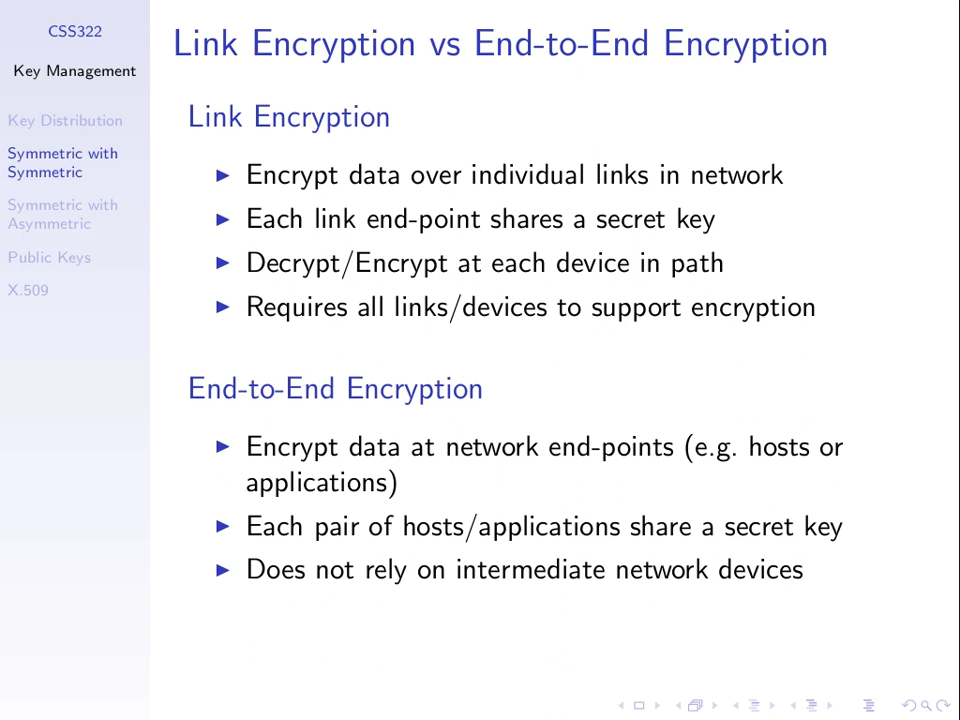 CSS322
Key Management
Key Distribution
Symmetric with
Symmetric
Symmetric with
Asymmetric
Public Keys
X.509
Link Encryption vs End-to-End Encryption
Link Encryption
Encrypt data over individual links in network
Each link end-point shares a secret key
Decrypt/Encrypt at each device in path
Requires all links/devices to support encryption
End-to-End Encryption
Encrypt data at network end-points (e.g. hosts or
applications)
Each pair of hosts/applications share a secret key
Does not rely on intermediate network devices